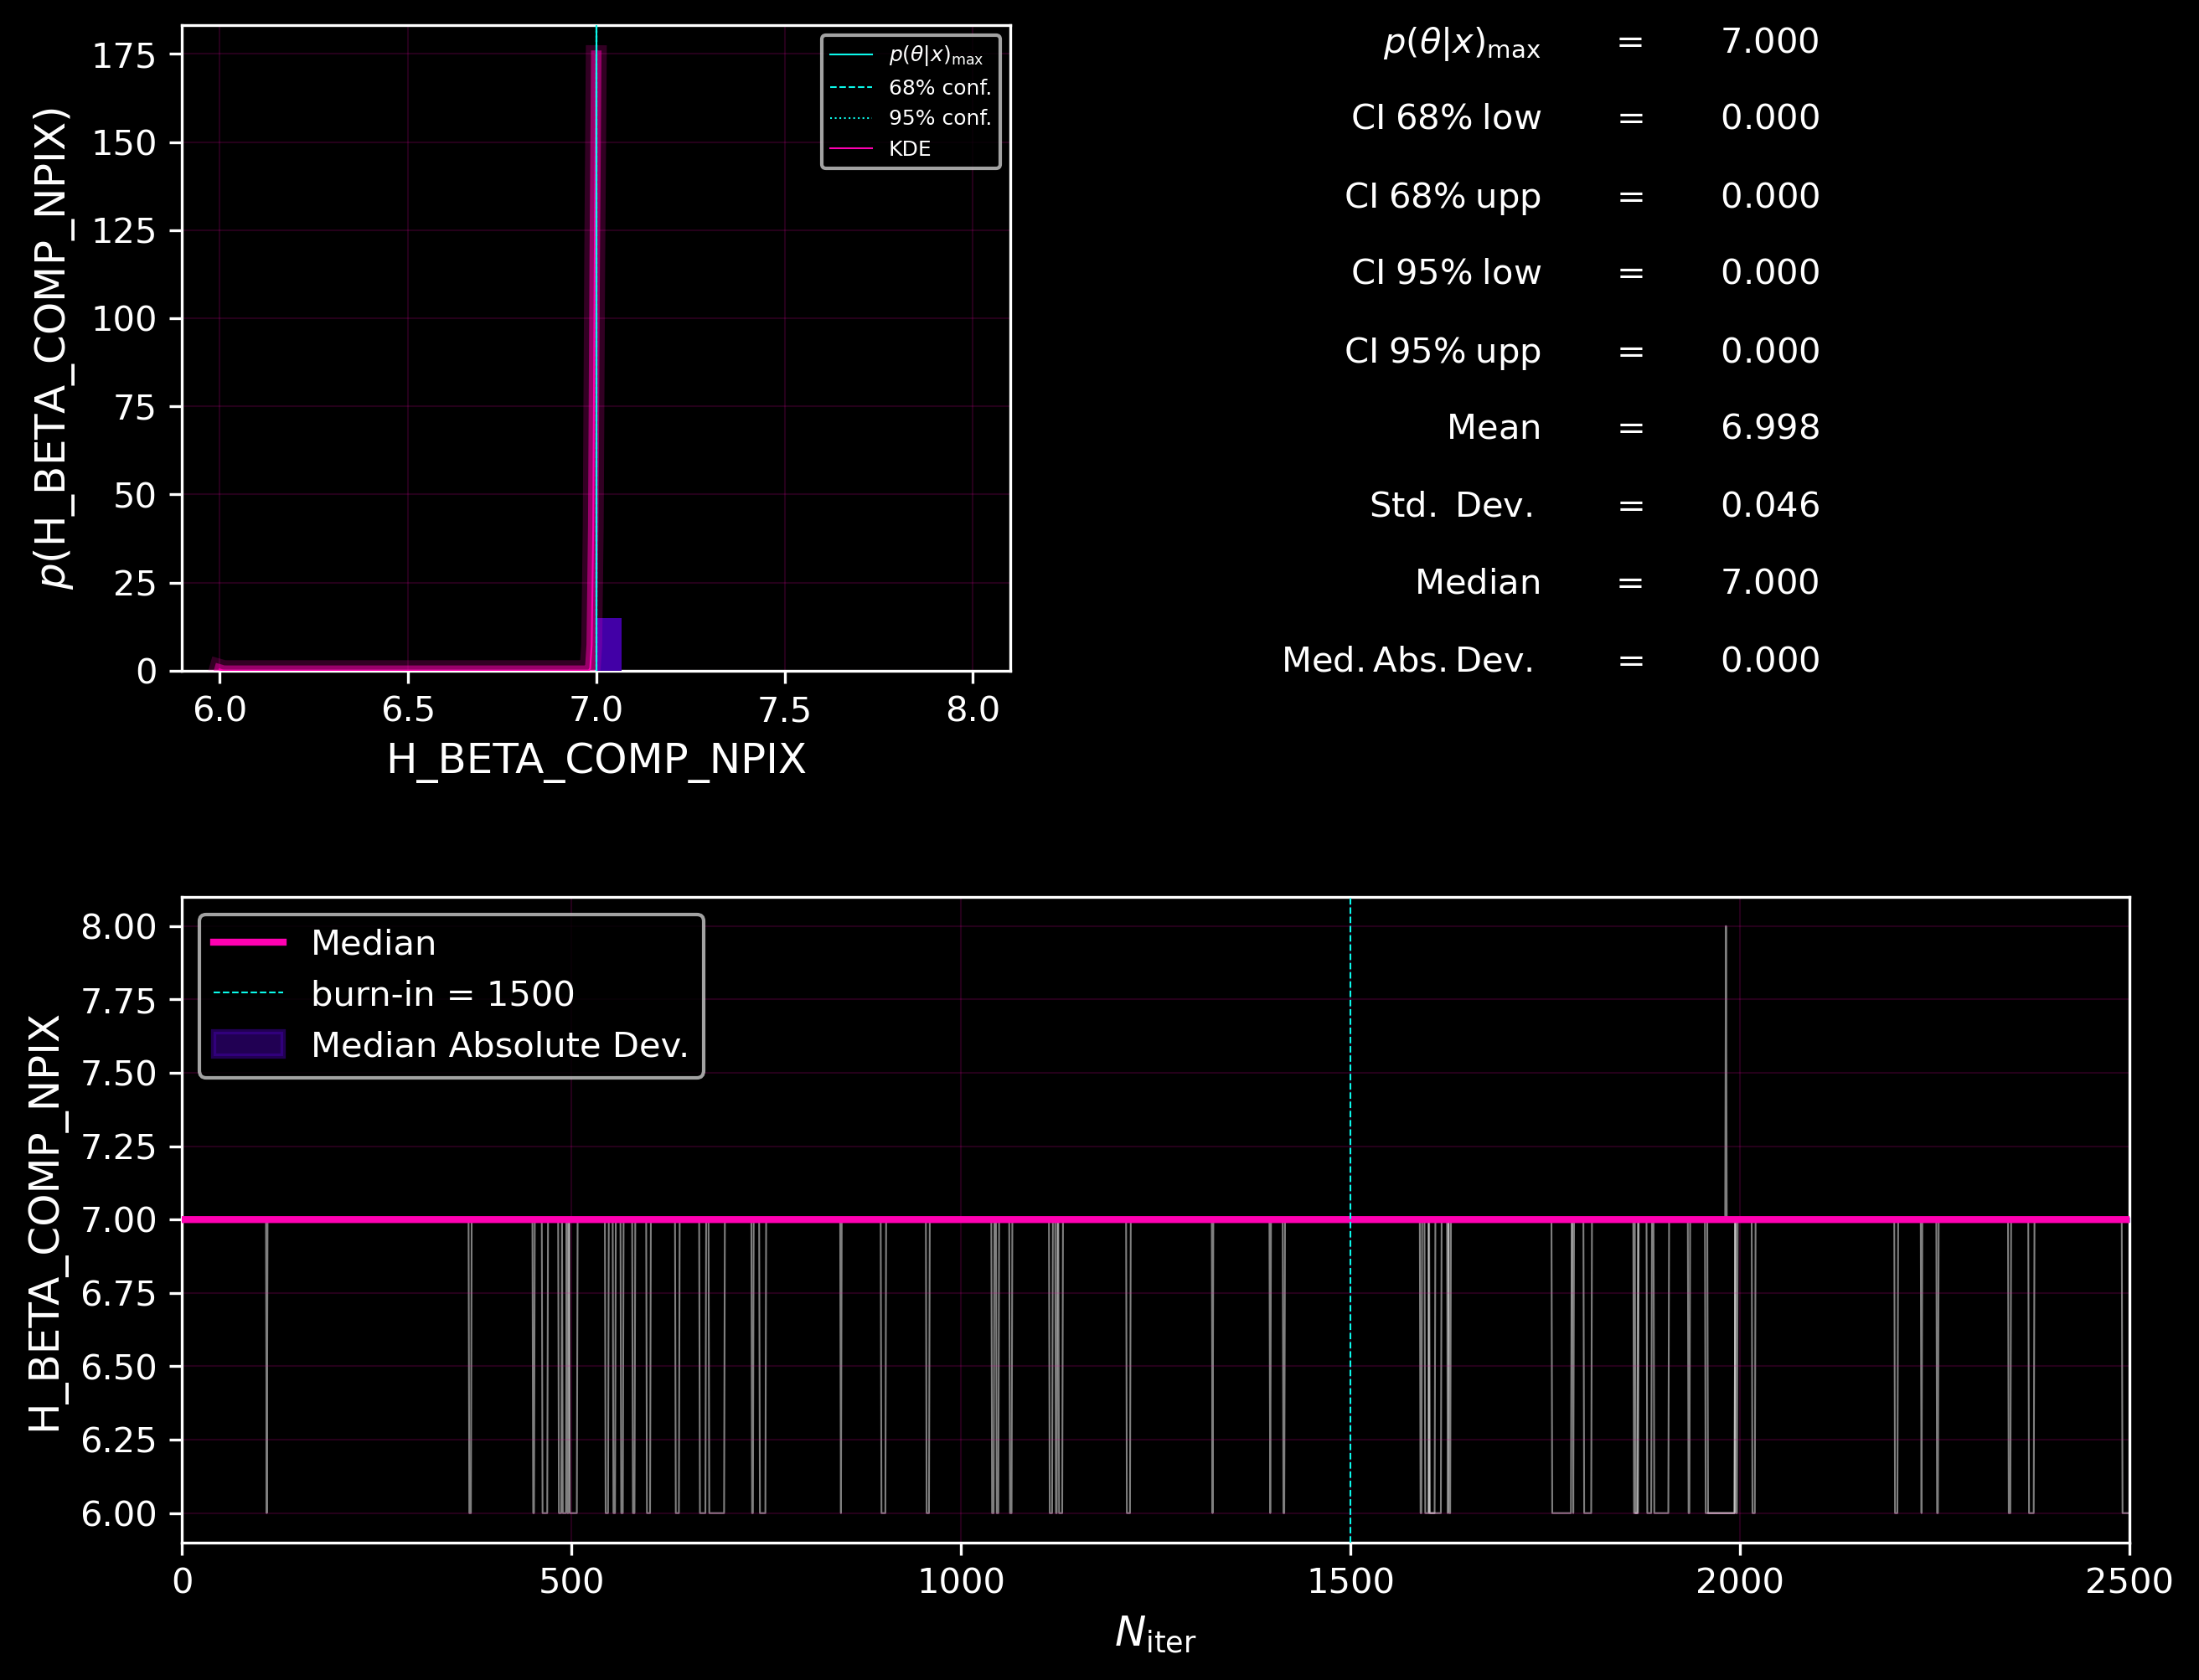 175
150
125
100
75
50
25
0
p(H_BETA_COMP_NPIX)
6.0 6.5 7.0 7.5 8.0
H_BETA_COMP_NPIX
p(θ|x)max
68% conf.
95% conf.
KDE
p(θ|x)max = 7.000
CI 68% low = 0.000
CI 68% upp = 0.000
CI 95% low = 0.000
CI 95% upp = 0.000
Mean = 6.998
Std. Dev. = 0.046
Median = 7.000
Med. Abs. Dev. = 0.000
8.00
7.75
7.50
7.25
7.00
6.75
6.50
6.25
6.00
H_BETA_COMP_NPIX
Median
burn-in = 1500
Median Absolute Dev.
0 500 1000 1500 2000 2500
Niter